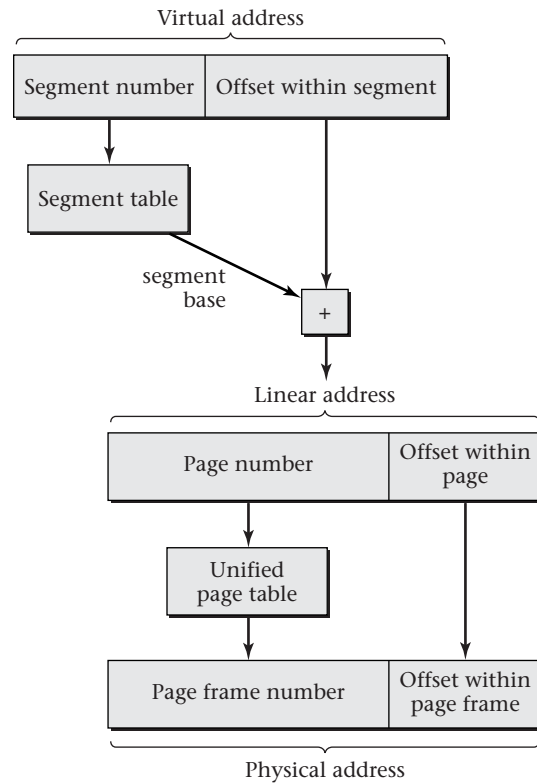 Virtual address
Segment number
Offset within segment
Segment table
segment
base
+
Linear address
Page number
Offset within
page
Unified
page table
Page frame number
Offset within
page frame
Physical address